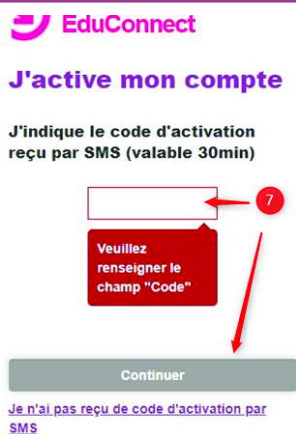 EduConnect
J'active mon compte
J'indique le code d'activation
reçu par SMS (valable 30min)
7
Veuillez
renseigner le
champ "Code"
Continuer
Je n'ai pas reçu de code d'activation par
SMS